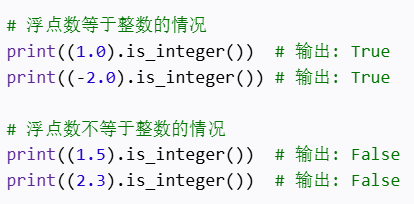 # 浮点数等于整数的情况
print((1.0).is_integer())  # 输出: True
print((-2.0).is_integer()) # 输出: True

# 浮点数不等于整数的情况
print((1.5).is_integer())  # 输出: False
print((2.3).is_integer())  # 输出: False